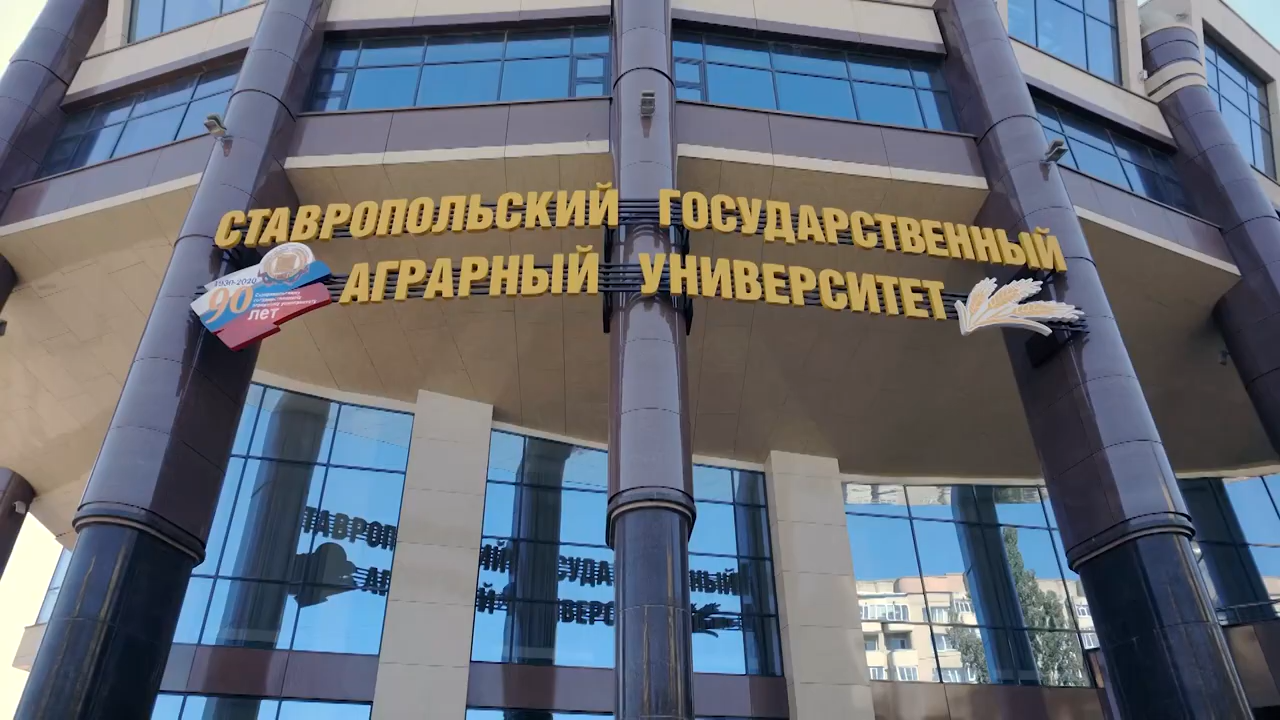 СТАВРОПОЛЬСКИЙ ГОСУДАРСТВЕННЫЙ
АГРАРНЫЙ УНИВЕРСИТЕТ
1930-2020
90
ЛЕТ